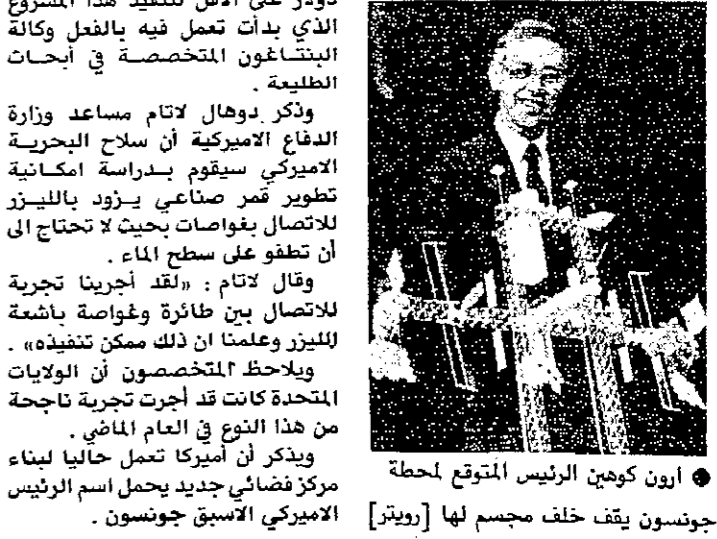 دولار على الأقل لتنفيذ هذا المشروع
الذي بدأت تعمل فيه بالفعل وكالة
البنتاغون المتخصصة في أبحاث
الطليعة .
وذكر دوهال لاتام مساعد وزارة
الدفاع الاميركية أن سلاح البحرية
الاميركي سيقوم بدراسة امكانية
تطوير قمر صناعي يزود بالليزر
للاتصال بغواصات بحيث لا تحتاج الى
أن تطفو على سطح الماء .
وقال لاتام : «لقد أجرينا تجربة
للاتصال بين طائرة وغواصة بأشعة
الليزر وعلمنا ان ذلك ممكن تنفيذه» .
ويلاحظ المتخصصون أن الولايات
المتحدة كانت قد أجرت تجربة ناجحة
من هذا النوع في العام الماضي .
ويذكر أن أميركا تعمل حاليا لبناء
مركز فضائي جديد يحمل اسم الرئيس
الاميركي الاسبق جونسون .
● ارون كوهين الرئيس المتوقع لمحطة
جونسون يقف خلف مجسم لها [رويتر]